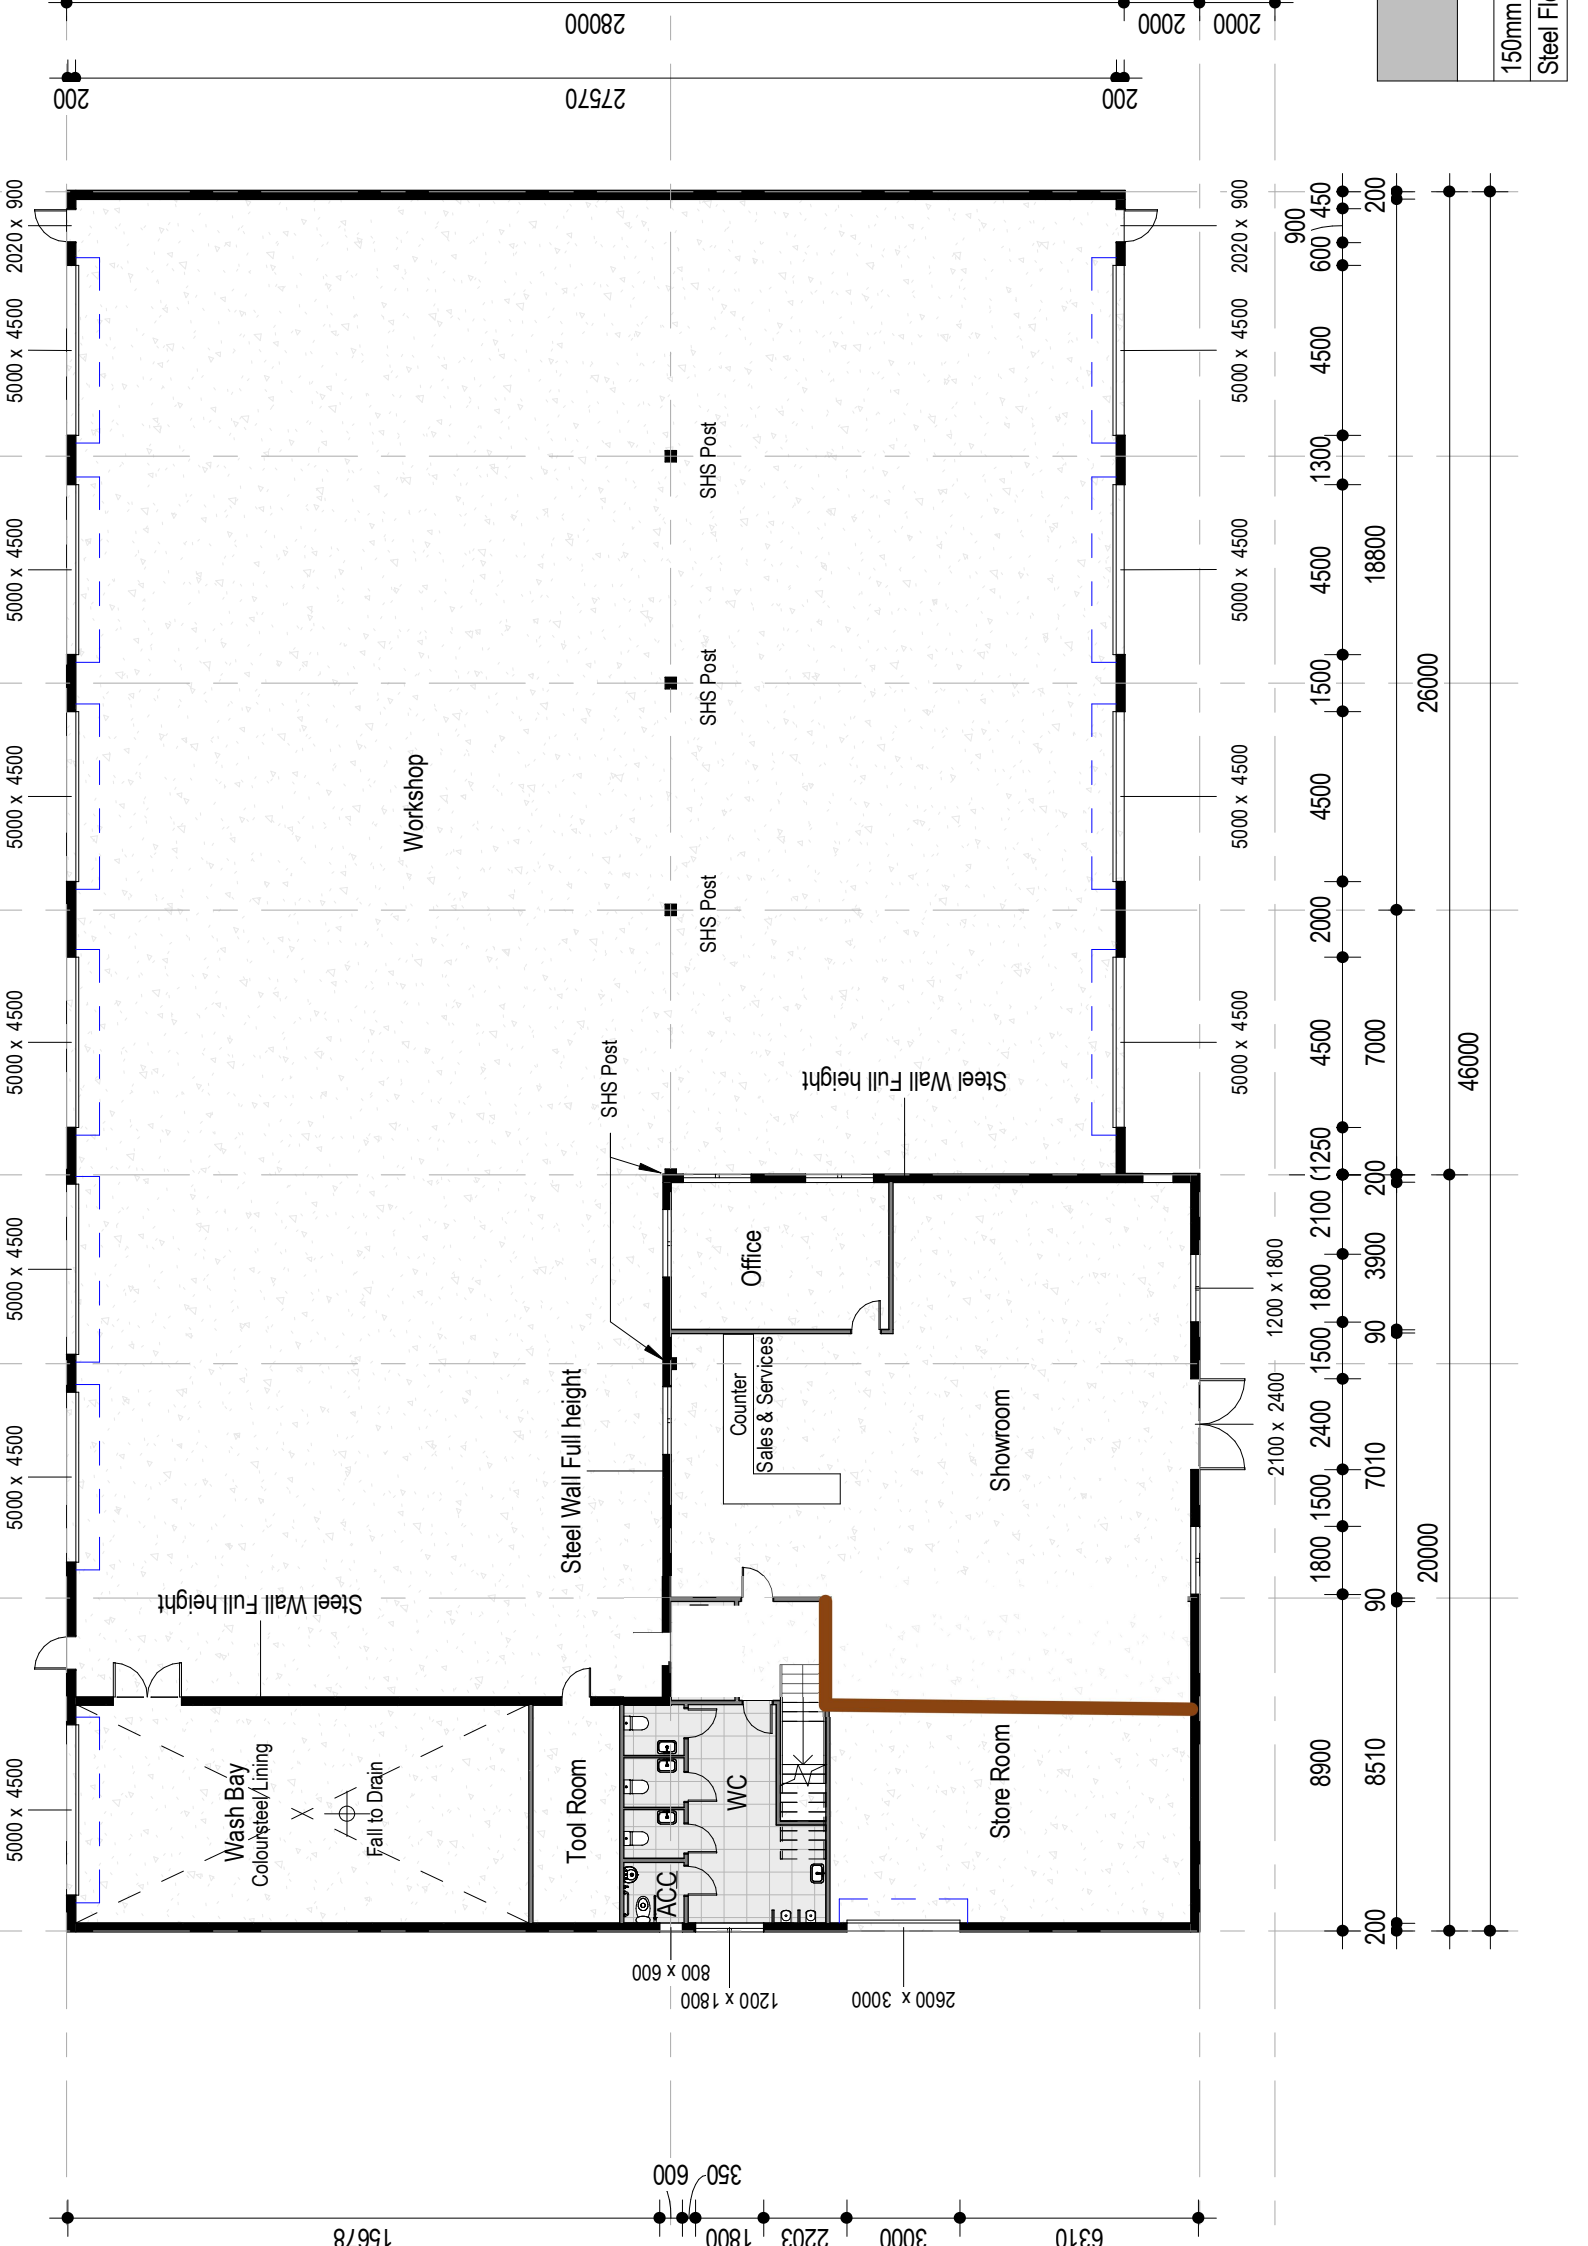 28000
2000
2000
200
27570
200
150mm
Steel Flo
2020 x 900
5000 x 4500
5000 x 4500
5000 x 4500
5000 x 4500
5000 x 4500
5000 x 4500
5000 x 4500
2020 x 900
5000 x 4500
5000 x 4500
5000 x 4500
5000 x 4500
1200 x 1800
2100 x 2400
SHS Post
SHS Post
SHS Post
SHS Post
Workshop
Steel Wall Full height
Steel Wall Full height
Steel Wall Full height
Office
Counter
Sales & Services
Showroom
Wash Bay
Coloursteel Lining
Fall to Drain
Tool Room
ACC
WC
Store Room
800 x 600
1200 x 1800
2600 x 3000
450
900
600
4500
1300
4500
1500
4500
2000
4500
1250
2100
1800
1500
2400
1500
1800
8900
200
18800
7000
200
3900
90
7010
90
8510
200
26000
20000
46000
15678
600
350
1800
2203
3000
6310